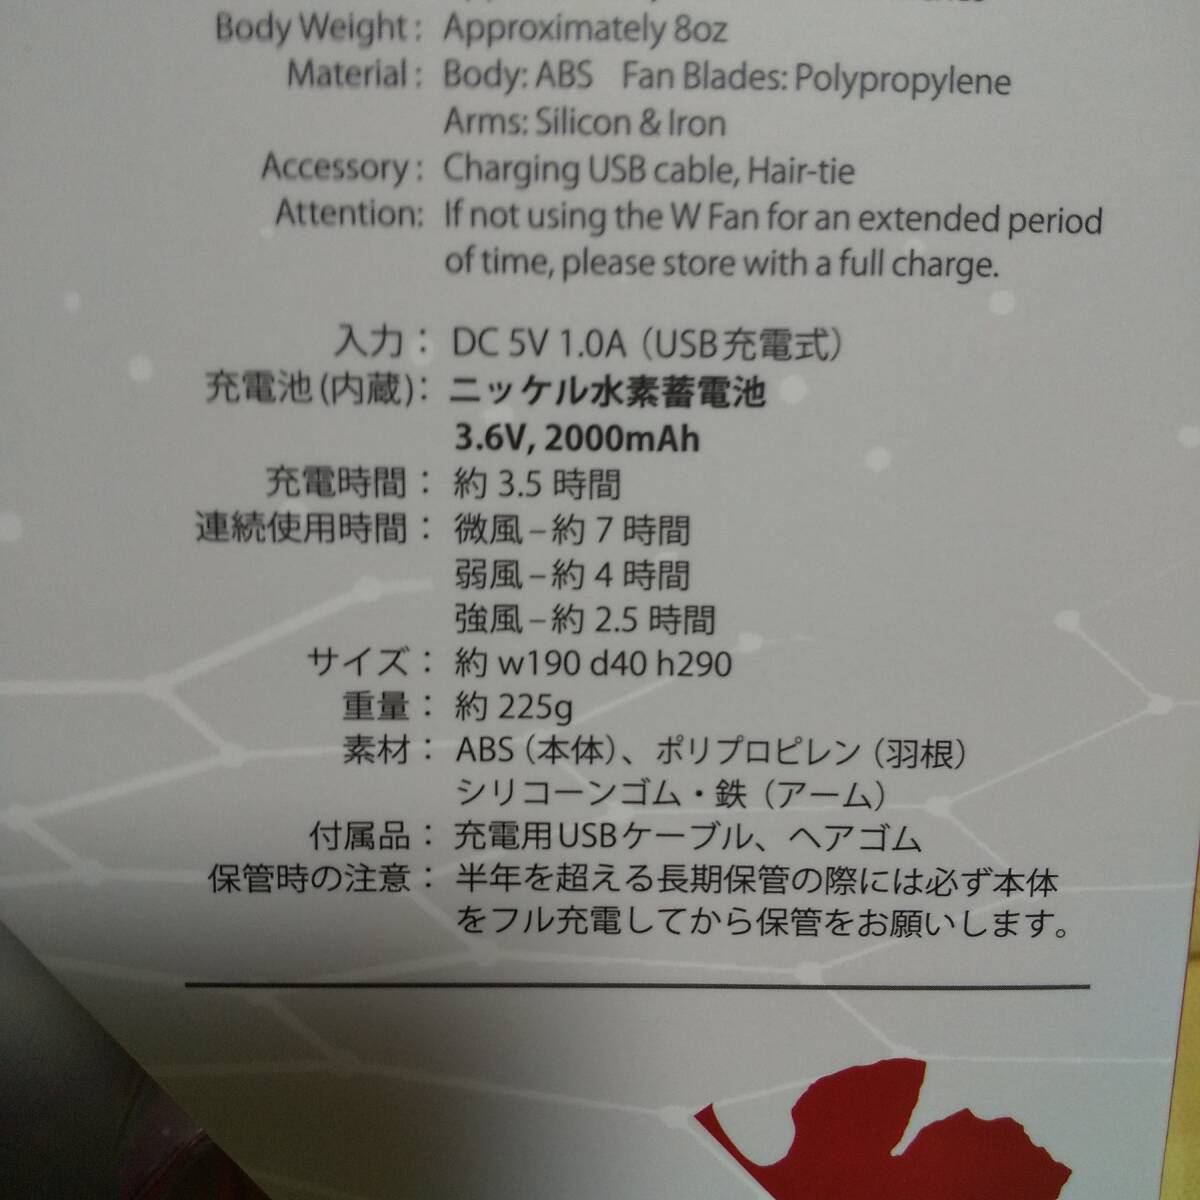 Body Weight: Approximately 8oz
Material: Body: ABS Fan Blades: Polypropylene
Arms: Silicon & Iron
Accessory: Charging USB cable, Hair-tie
Attention: If not using the W Fan for an extended period
of time, please store with a full charge.
入力：DC 5V 1.0A（USB充電式）
充電池(内蔵)：ニッケル水素蓄電池
3.6V, 2000mAh
充電時間：約 3.5 時間
連続使用時間：微風－約 7 時間
弱風－約 4 時間
強風－約 2.5 時間
サイズ：約 w190 d40 h290
重量：約 225g
素材：ABS（本体）、ポリプロピレン（羽根）
シリコーンゴム・鉄（アーム）
付属品：充電用USBケーブル、ヘアゴム
保管時の注意：半年を超える長期保管の際には必ず本体
をフル充電してから保管をお願いします。